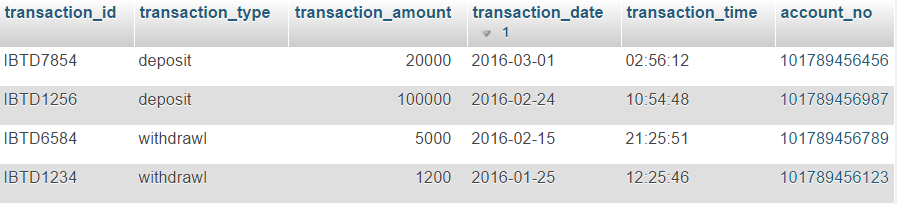 transaction_id transaction_type transaction_amount transaction_date transaction_time account_no
1
IBTD7854 deposit 20000 2016-03-01 02:56:12 101789456456
IBTD1256 deposit 100000 2016-02-24 10:54:48 101789456987
IBTD6584 withdrawl 5000 2016-02-15 21:25:51 101789456789
IBTD1234 withdrawl 1200 2016-01-25 12:25:46 101789456123